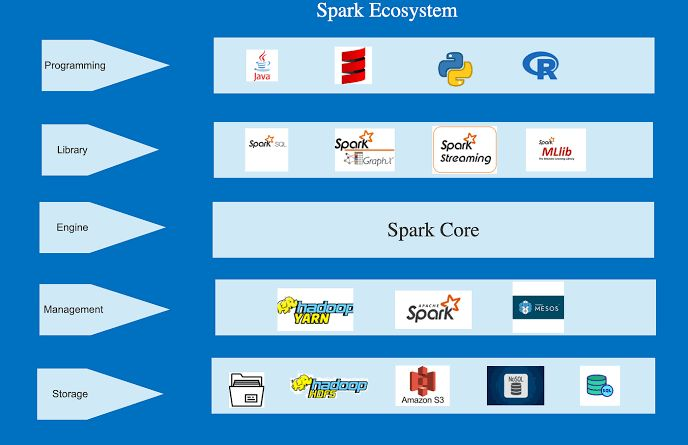 Spark Ecosystem
Programming
Java
Library
Spark SQL
Spark
GraphX
Spark
Streaming
Spark
MLlib
Engine
Spark Core
Management
hadoop
YARN
APACHE
Spark
MESOS
Storage
hadoop
HDFS
Amazon S3
NoSQL
SQL